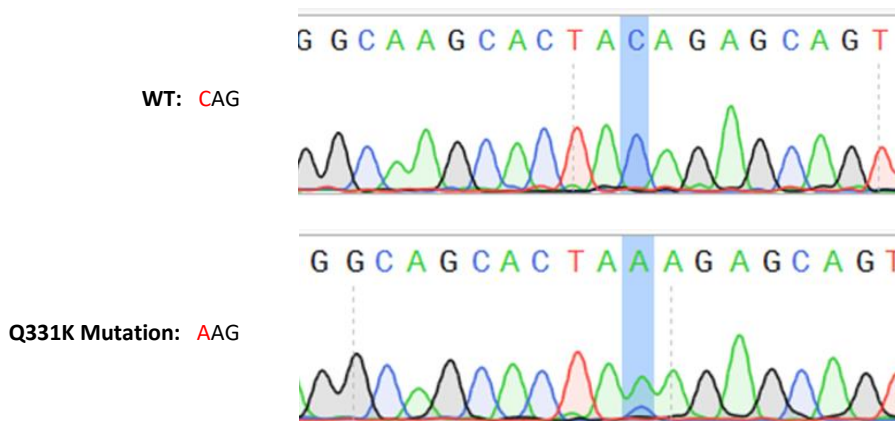 G G C A A G C A C T A C A G A G C A G T
WT: CAG
G G C A G C A C T A A A G A G C A G T
Q331K Mutation: AAG